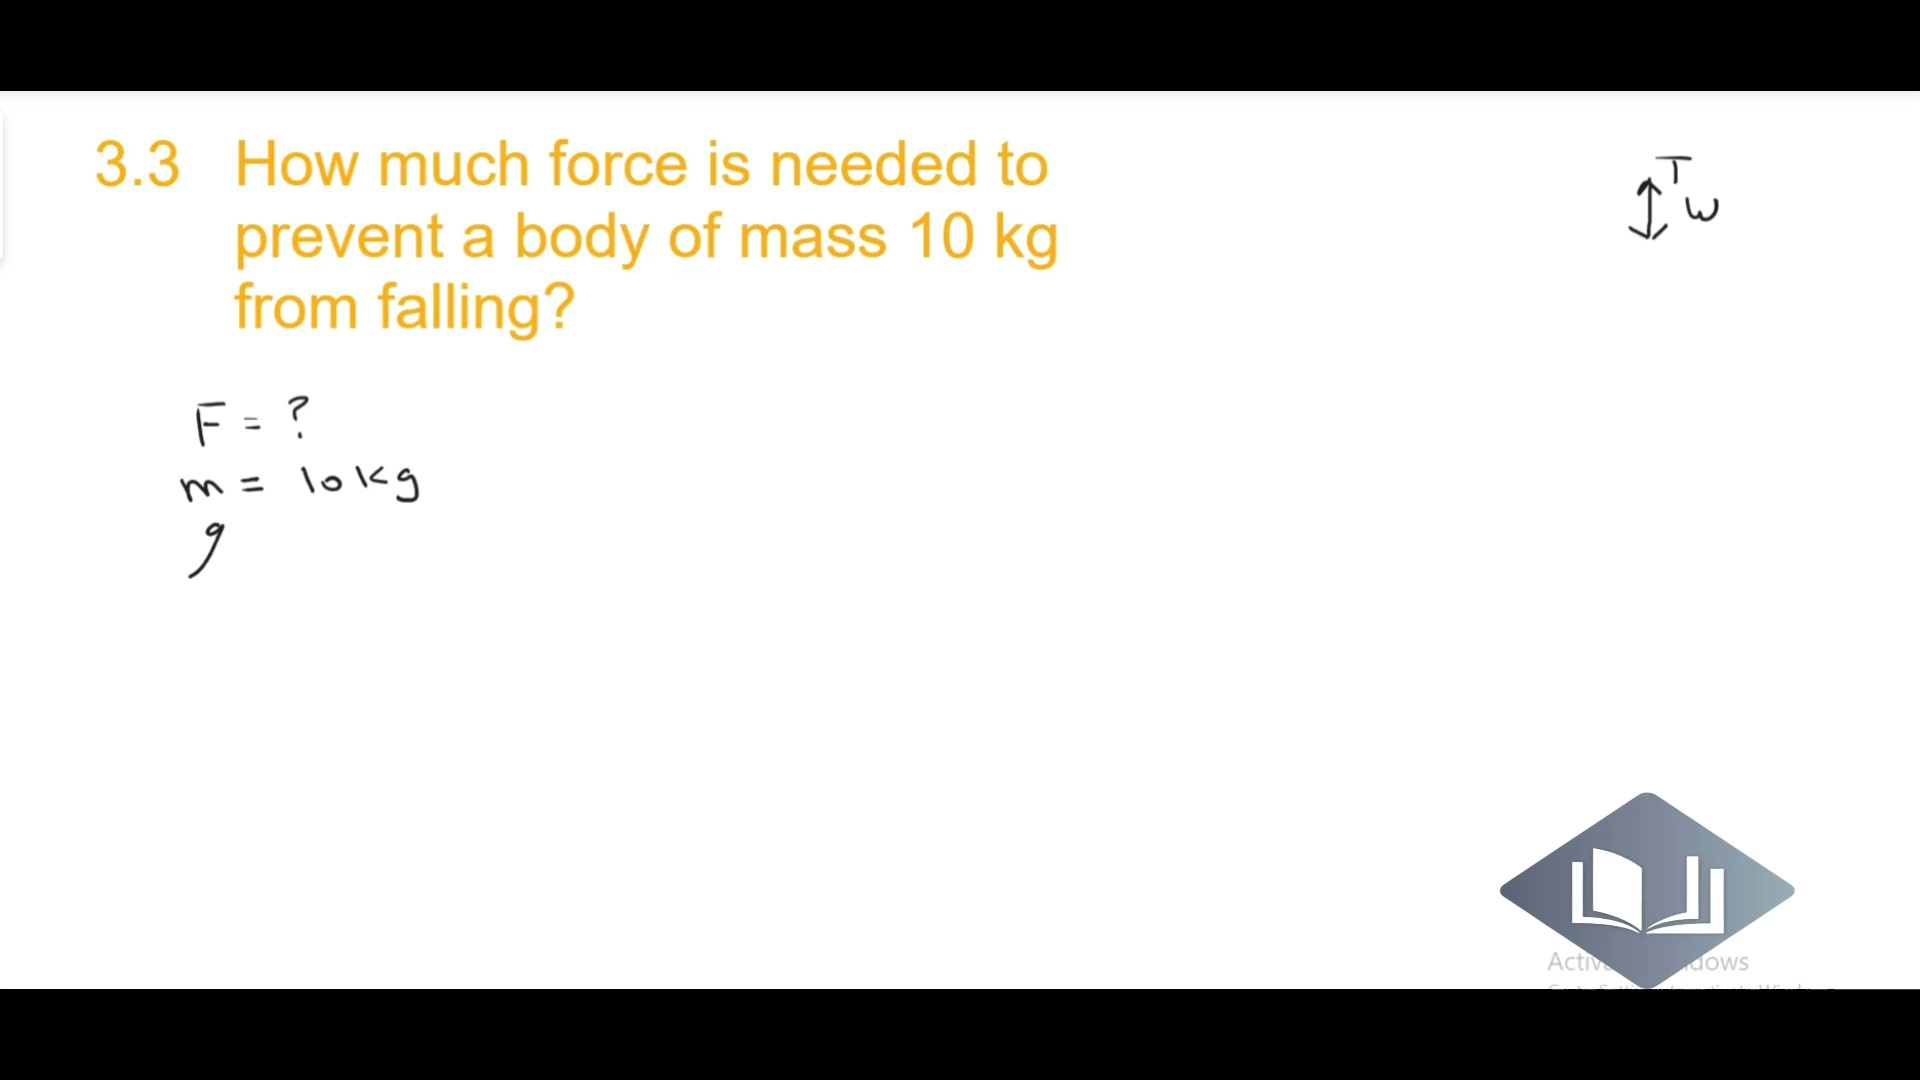 3.3 How much force is needed to
prevent a body of mass 10 kg
from falling?
T
W
F = ?
m = 10kg
g